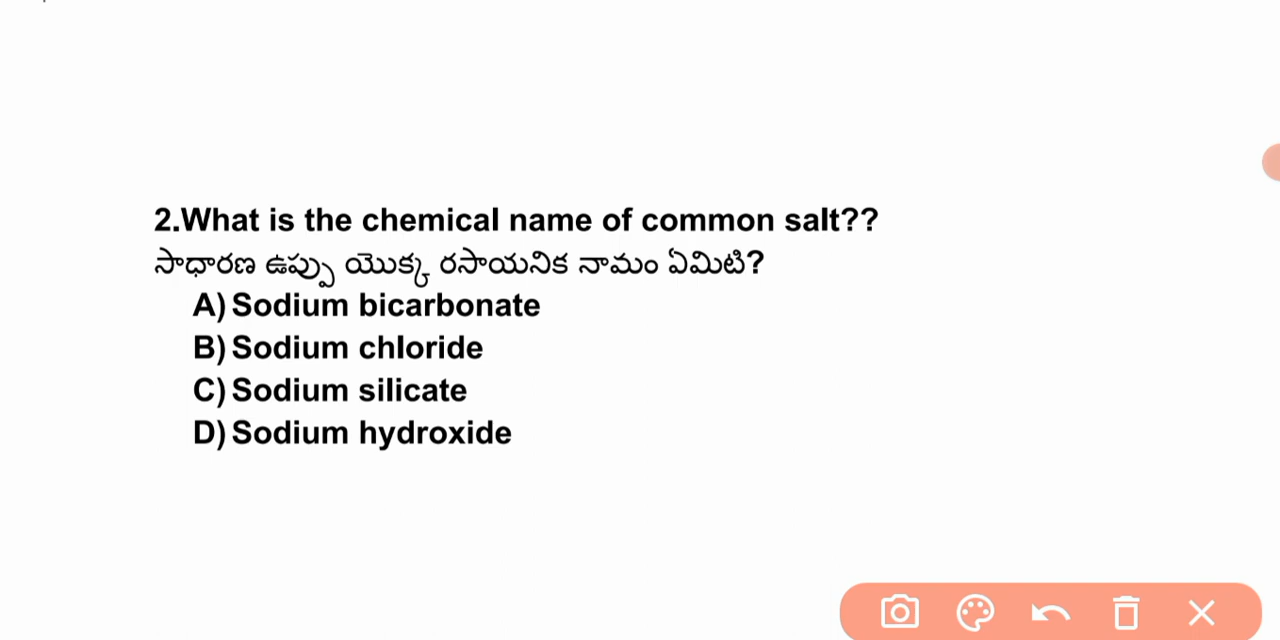 2.What is the chemical name of common salt??
సాధారణ ఉప్పు యొక్క రసాయనిక నామం ఏమిటి?
A) Sodium bicarbonate
B) Sodium chloride
C) Sodium silicate
D) Sodium hydroxide